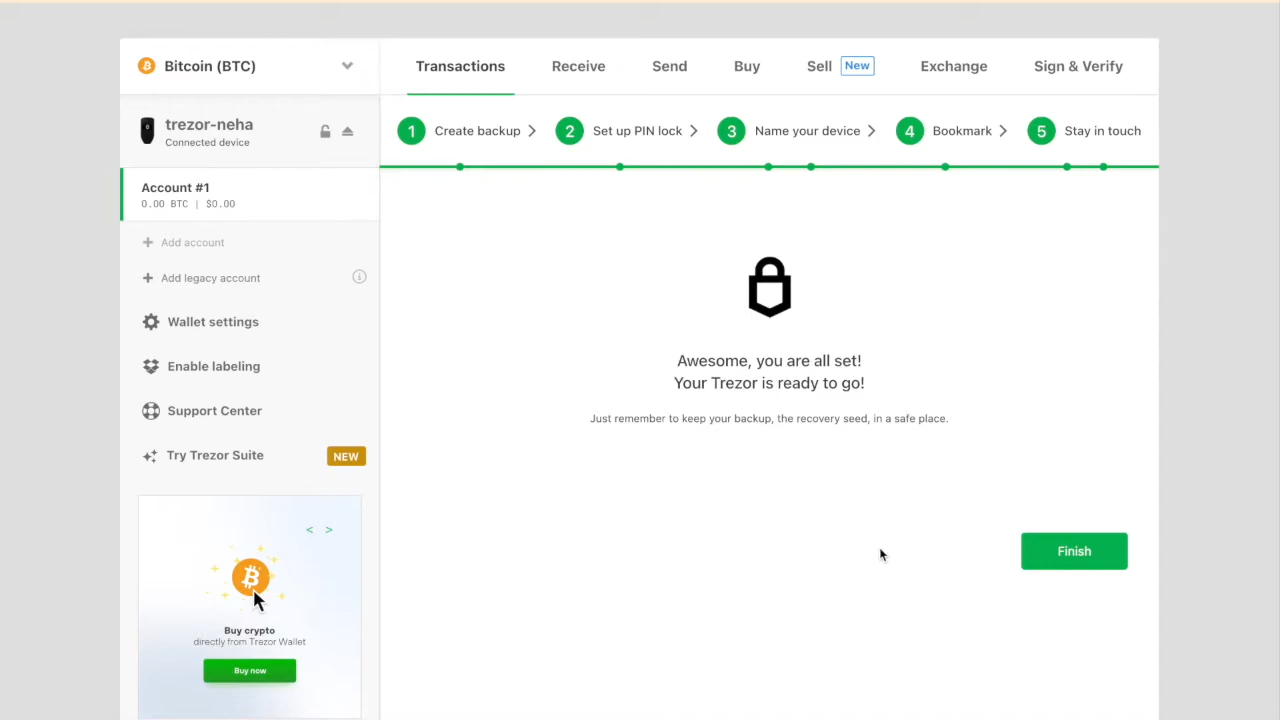 Bitcoin (BTC)
Transactions
Receive
Send
Buy
Sell New
Exchange
Sign & Verify
trezor-neha
Connected device
1 Create backup
2 Set up PIN lock
3 Name your device
4 Bookmark
5 Stay in touch
Account #1
0.00 BTC | $0.00
Add account
Add legacy account
Wallet settings
Enable labeling
Support Center
Try Trezor Suite NEW
Awesome, you are all set!
Your Trezor is ready to go!
Just remember to keep your backup, the recovery seed, in a safe place.
Finish
< >
Buy crypto
directly from Trezor Wallet
Buy now